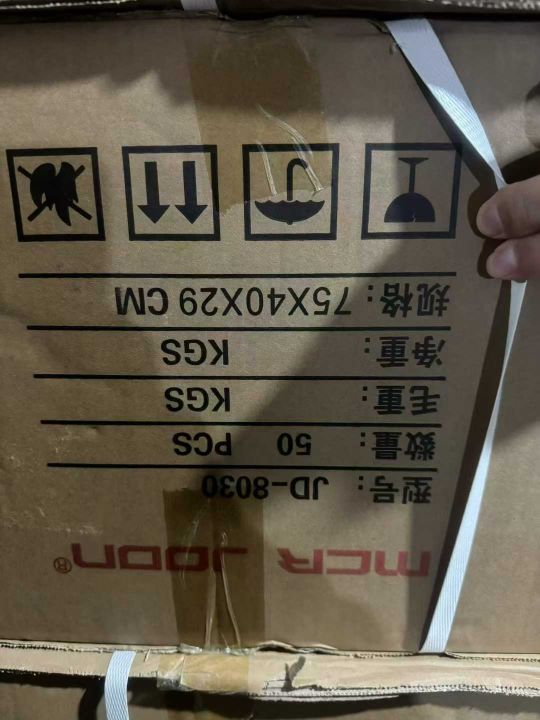 MCR JODN®
型号: JD-8030
数量: 50 PCS
毛重: KGS
净重: KGS
规格: 75X40X29 CM